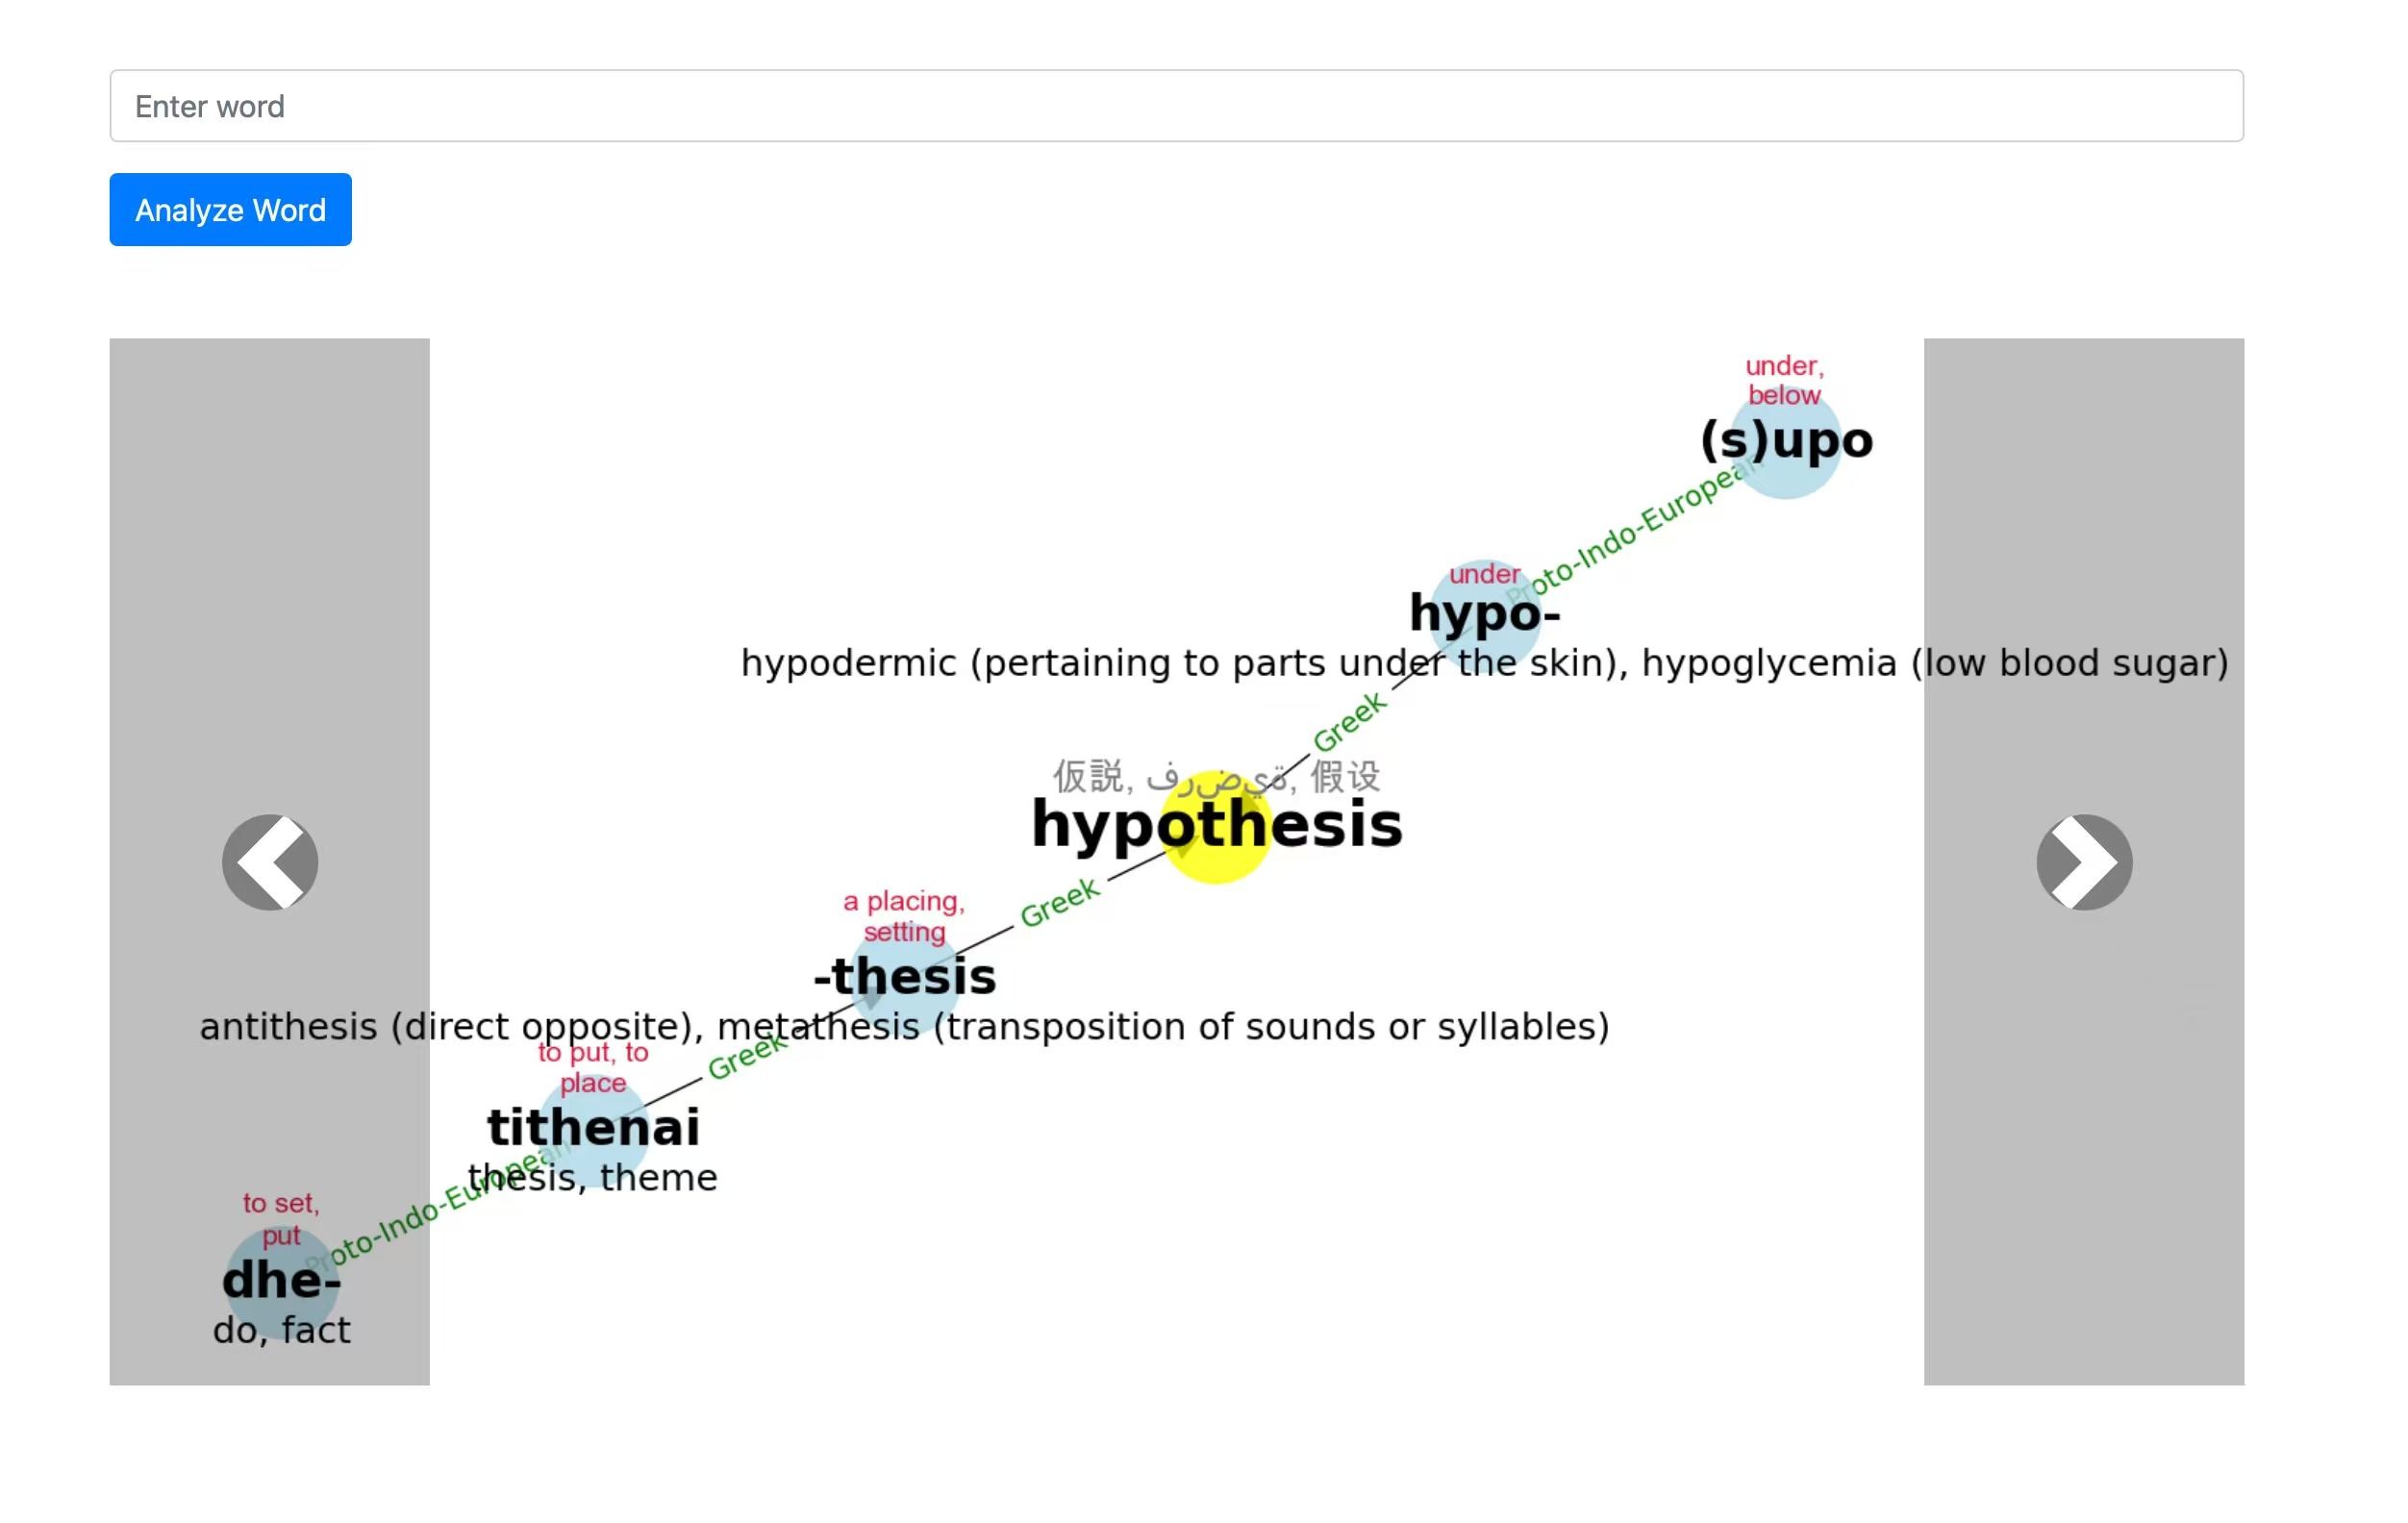 Enter word
Analyze Word
under,
below
(s)upo
Proto-Indo-European
under
hypo-
hypodermic (pertaining to parts under the skin), hypoglycemia (low blood sugar)
Greek
仮説, ةيضرف, 假设
hypothesis
Greek
a placing,
setting
-thesis
antithesis (direct opposite), metathesis (transposition of sounds or syllables)
Greek
to put, to
place
tithenai
thesis, theme
Proto-Indo-European
to set,
put
dhe-
do, fact